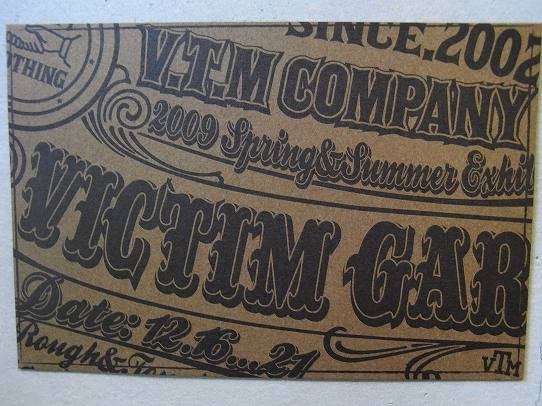 SINCE.2002
THING
V.T.M COMPANY
2009 Spring&Summer Exhi
VICTIM GAR
Date: 12.16...21
Rough&
VTM